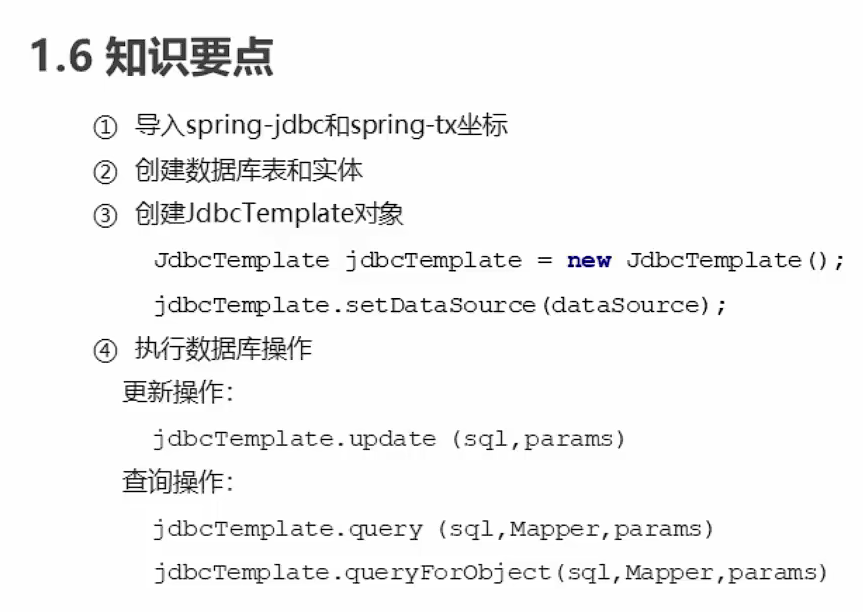 1.6 知识要点
① 导入spring-jdbc和spring-tx坐标
② 创建数据库表和实体
③ 创建JdbcTemplate对象
JdbcTemplate jdbcTemplate = new JdbcTemplate();
jdbcTemplate.setDataSource(dataSource);
④ 执行数据库操作
更新操作：
jdbcTemplate.update (sql,params)
查询操作：
jdbcTemplate.query (sql,Mapper,params)
jdbcTemplate.queryForObject(sql,Mapper,params)